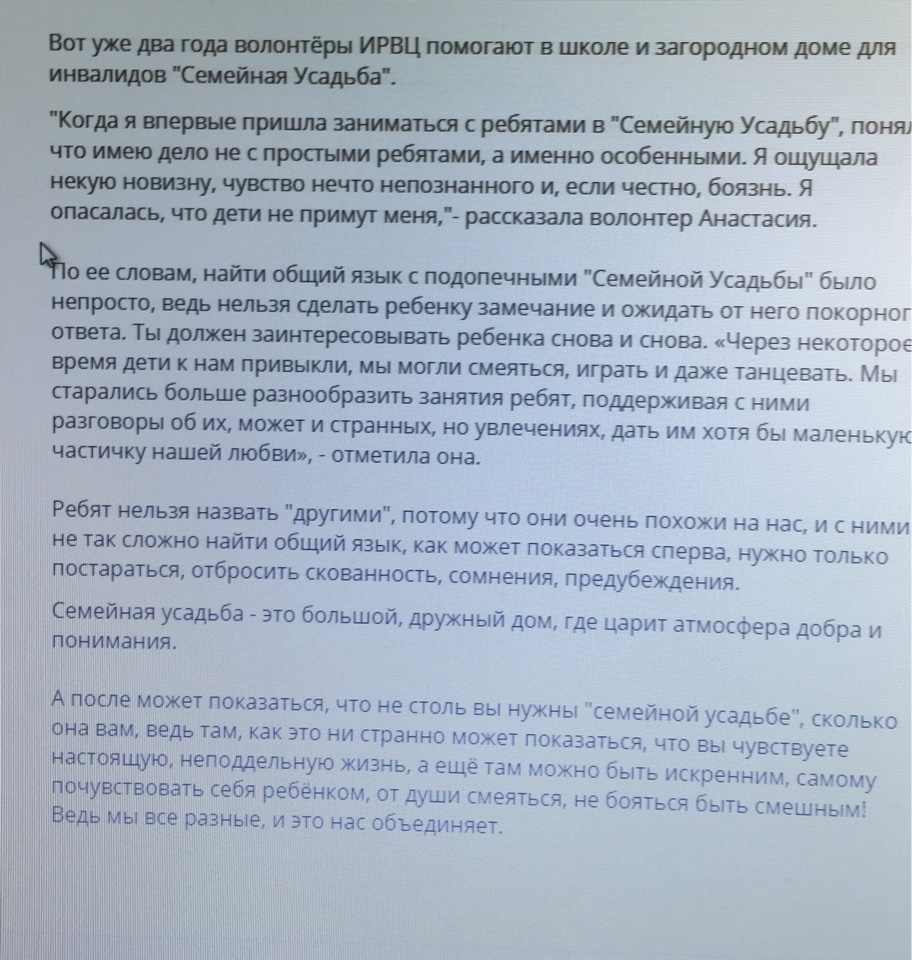 Вот уже два года волонтёры ИРВЦ помогают в школе и загородном доме для
инвалидов "Семейная Усадьба".
"Когда я впервые пришла заниматься с ребятами в "Семейную Усадьбу",
что имею дело не с простыми ребятами, а именно особенными. Я ощущала
некую новизну, чувство нечто непознанного и, если честно, боязнь. Я
опасалась, что дети не примут меня,"- рассказала волонтер Анастасия.
По ее словам, найти общий язык с подопечными "Семейной Усадьбы" было
непросто, ведь нельзя сделать ребенку замечание и ожидать от него
ответа. Ты должен заинтересовывать ребенка снова и снова. «Через некоторое
время дети к нам привыкли, мы могли смеяться, играть и даже танцевать. Мы
старались больше разнообразить занятия ребят, поддерживая с ними
разговоры об их, может и странных, но увлечениях, дать им хотя бы маленькую
частичку нашей любви», - отметила она.
Ребят нельзя назвать "другими", потому что они очень похожи на нас, и с ними
не так сложно найти общий язык, как может показаться сперва, нужно только
постараться, отбросить скованность, сомнения, предубеждения.
Семейная усадьба - это большой, дружный дом, где царит атмосфера добра и
понимания.
А после может показаться, что не столь вы нужны "семейной усадьбе", сколько
она вам, ведь там, как это ни странно может показаться, что вы чувствуете
настоящую, неподдельную жизнь, а ещё там можно быть искренним, самому
почувствовать себя ребёнком, от души смеяться, не бояться быть смешным!
Ведь мы все разные, и это нас объединяет.